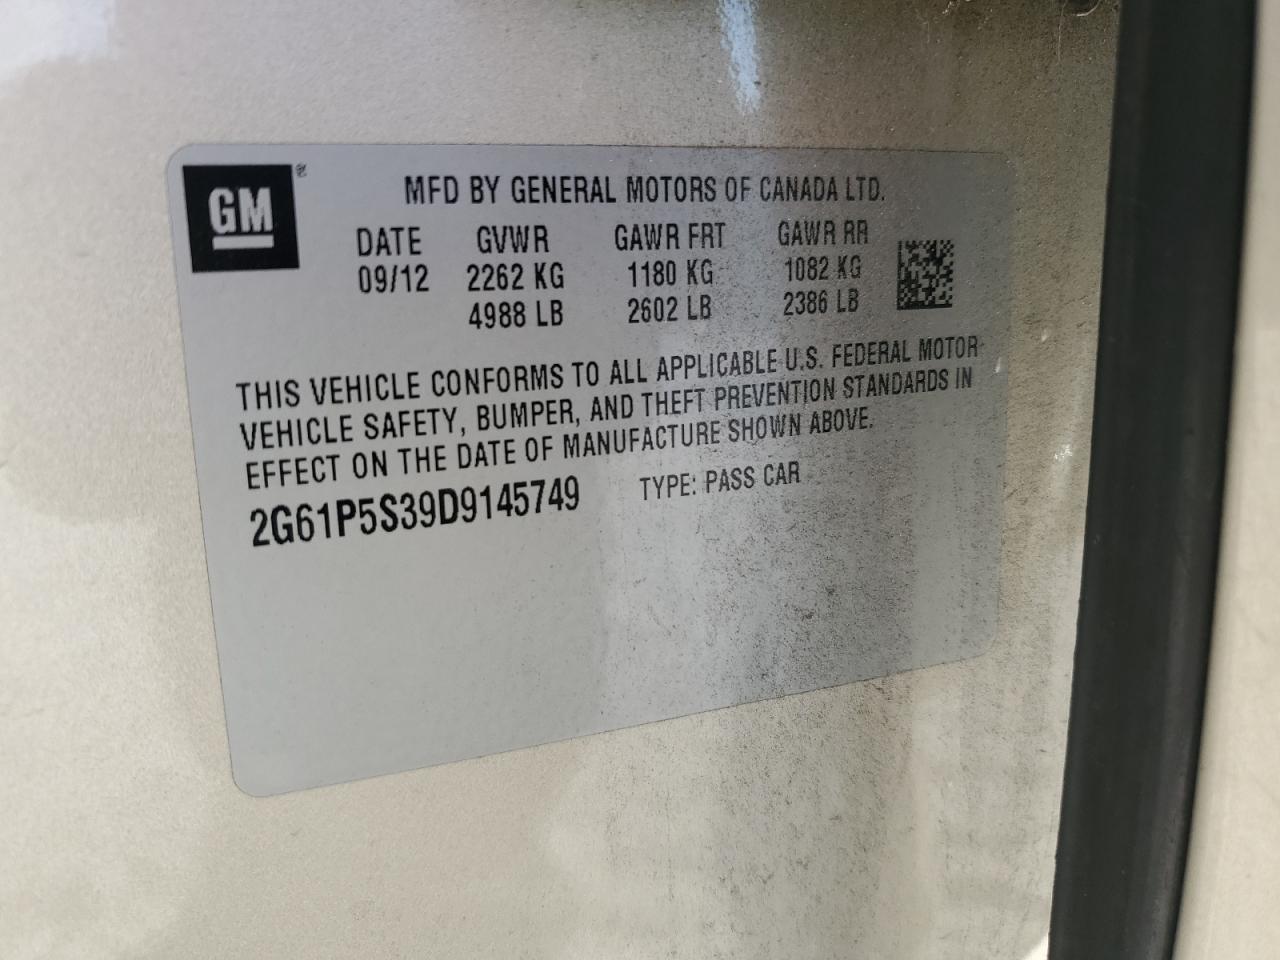 GM®
MFD BY GENERAL MOTORS OF CANADA LTD.
DATE GVWR GAWR FRT GAWR RR
09/12 2262 KG 1180 KG 1082 KG
4988 LB 2602 LB 2386 LB
THIS VEHICLE CONFORMS TO ALL APPLICABLE U.S. FEDERAL MOTOR
VEHICLE SAFETY, BUMPER, AND THEFT PREVENTION STANDARDS IN
EFFECT ON THE DATE OF MANUFACTURE SHOWN ABOVE.
2G61P5S39D9145749 TYPE: PASS CAR